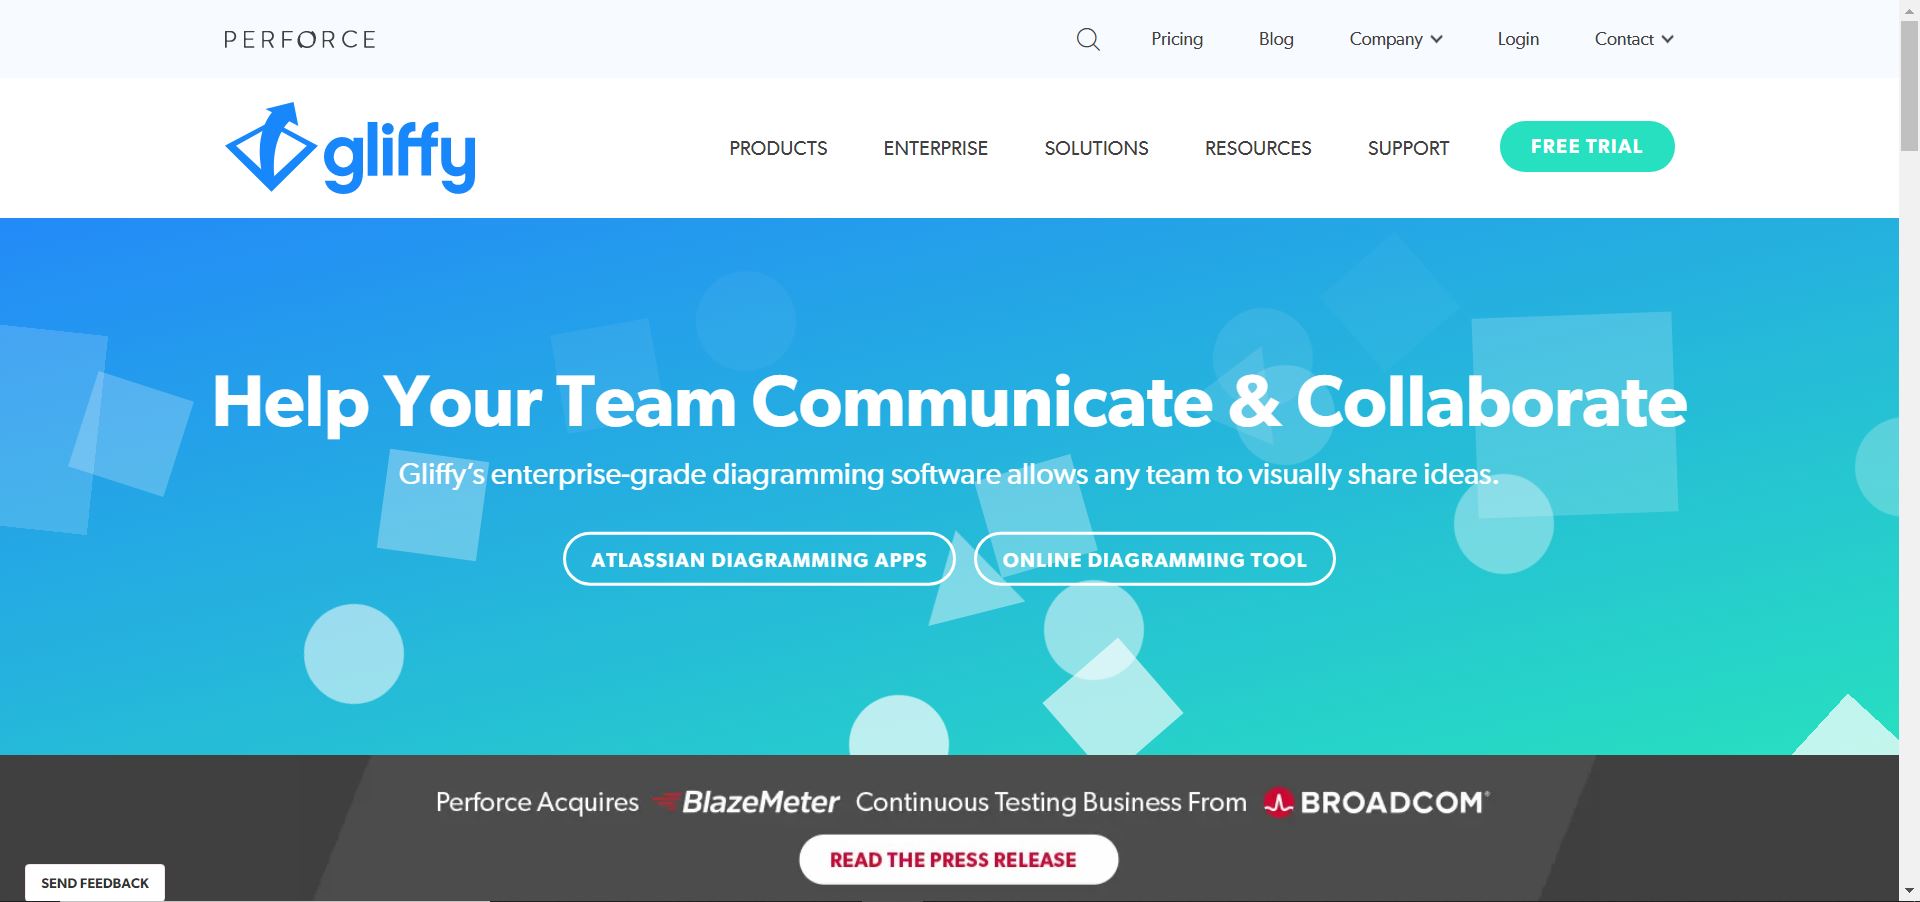 PERFORCE
Pricing Blog Company Login Contact
gliffy
PRODUCTS ENTERPRISE SOLUTIONS RESOURCES SUPPORT FREE TRIAL
Help Your Team Communicate & Collaborate
Gliffy’s enterprise-grade diagramming software allows any team to visually share ideas.
ATLASSIAN DIAGRAMMING APPS ONLINE DIAGRAMMING TOOL
Perforce Acquires BlazeMeter Continuous Testing Business From BROADCOM®
READ THE PRESS RELEASE
SEND FEEDBACK